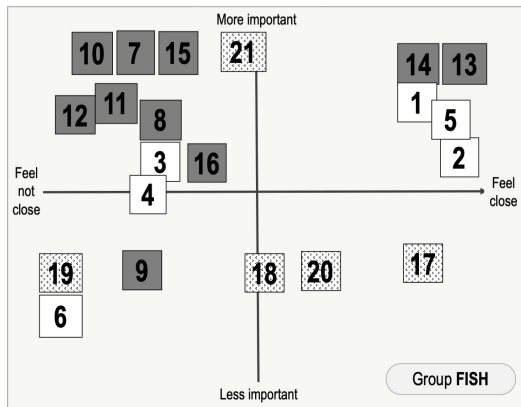 More important
10 7 15 21 14 13
12 11 8 1 5
3 16 2
Feel
not
close
4
Feel
close
19 9 18 20 17
6
Group FISH
Less important